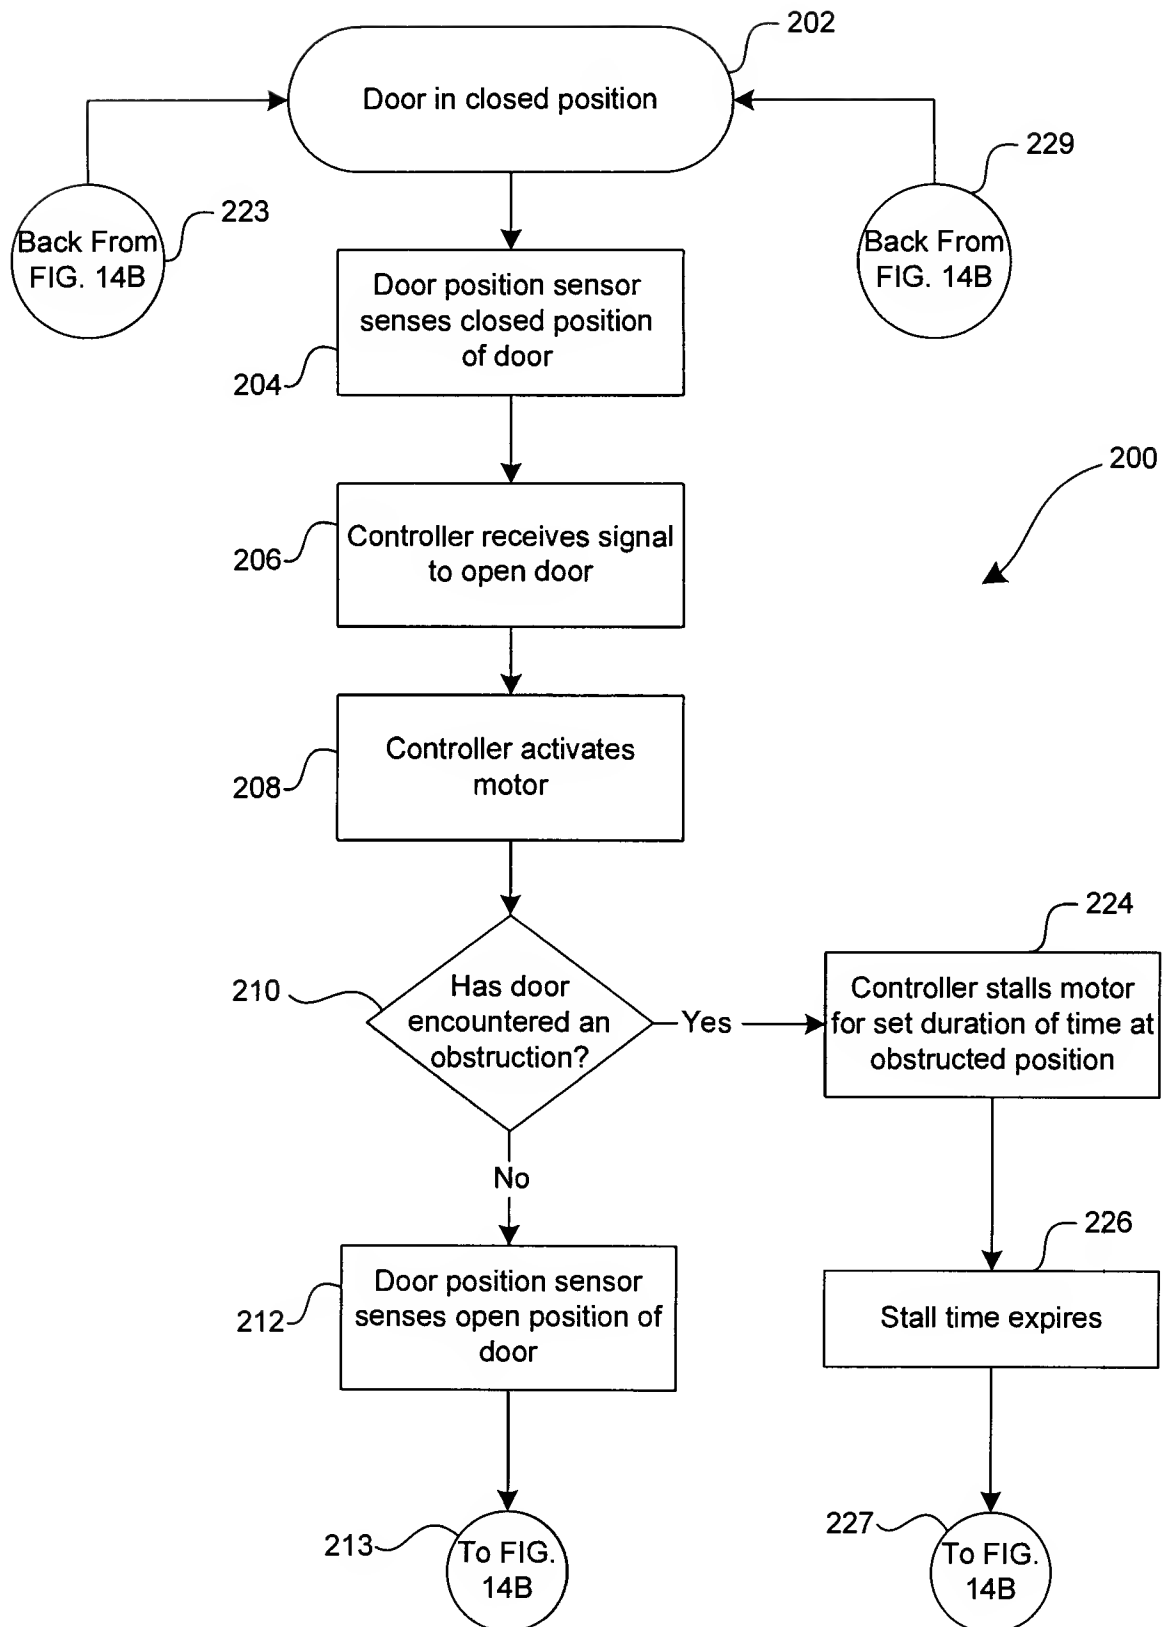 202
Door in closed position
229
223
Back From
FIG. 14B
Back From
FIG. 14B
Door position sensor
senses closed position
of door
204
200
206
Controller receives signal
to open door
Controller activates
motor
208
224
210
Has door
encountered an
obstruction?
Yes
Controller stalls motor
for set duration of time at
obstructed position
No
226
Door position sensor
senses open position of
door
212
Stall time expires
213
To FIG.
14B
227
To FIG.
14B